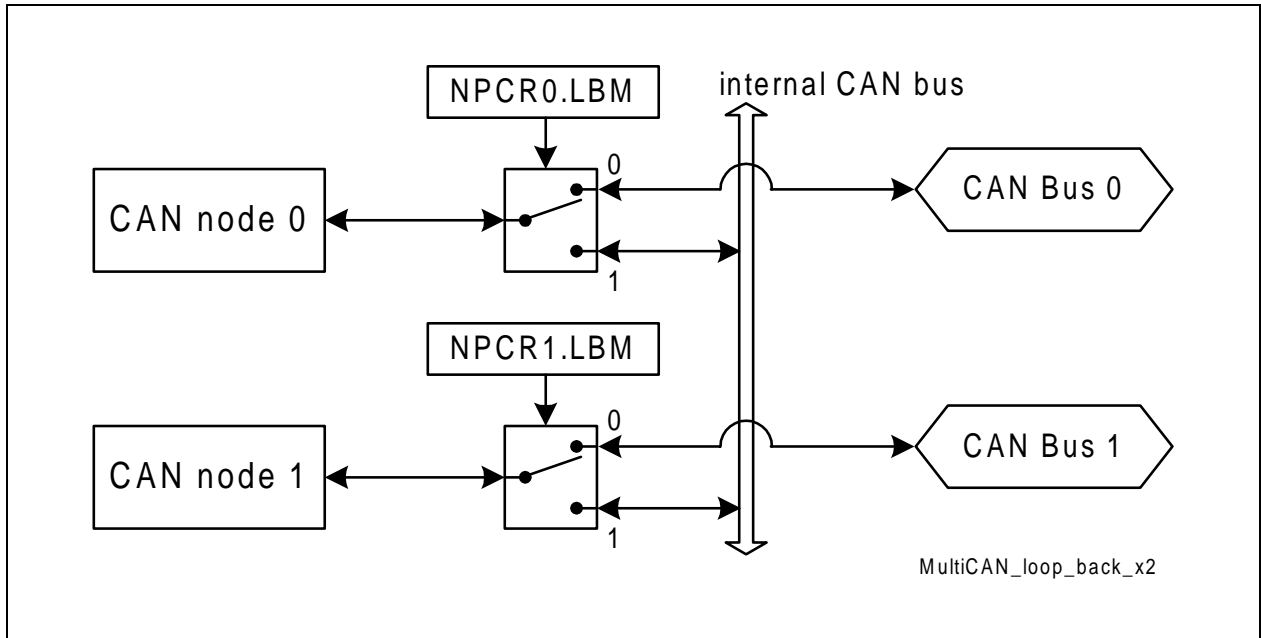 NPCR0.LBM
internal CAN bus
0
CAN node 0
CAN Bus 0
1
NPCR1.LBM
0
CAN node 1
CAN Bus 1
1
MultiCAN_loop_back_x2